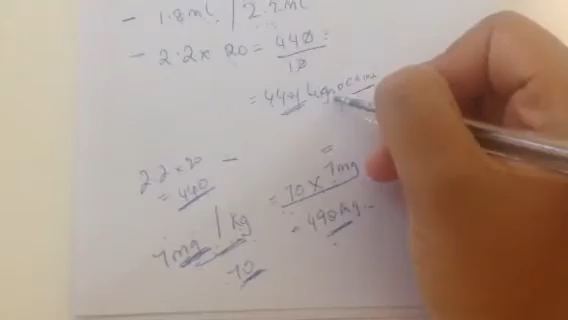 - 1.8ml / 2.2ml
- 2.2 x 20 = 440
10
= 44mg lignocaine
2.2 x 20 -
= 440
=
= 70 x 7mg
7mg / kg
= 490mg -
70